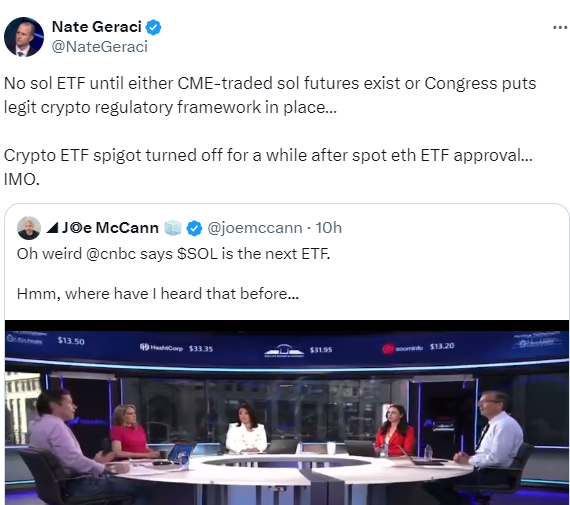 Nate Geraci
@NateGeraci
No sol ETF until either CME-traded sol futures exist or Congress puts
legit crypto regulatory framework in place...
Crypto ETF spigot turned off for a while after spot eth ETF approval...
IMO.
J⓪e McCann @joemccann · 10h
Oh weird @cnbc says $SOL is the next ETF.
Hmm, where have I heard that before...
$13.50 HashiCorp $33.35 $31.95 zoominfo $13.20